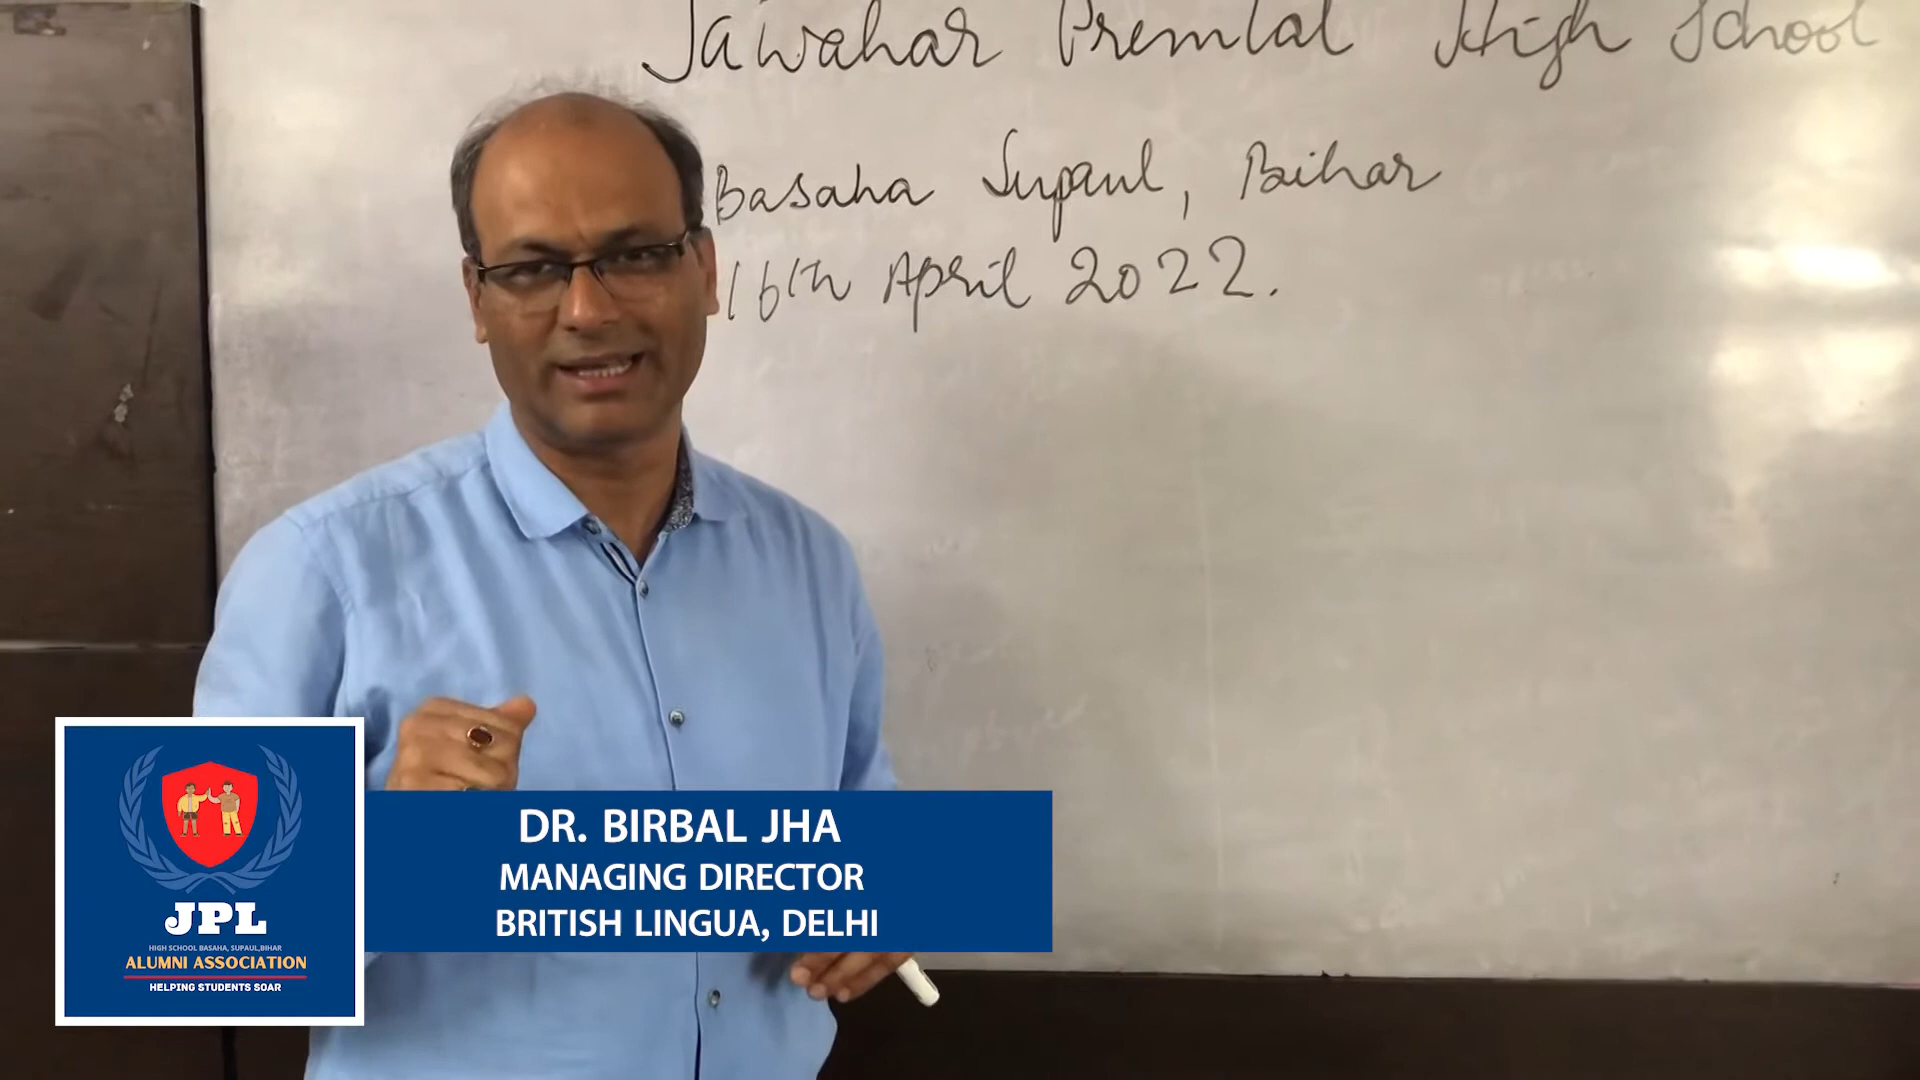 Jawahar Premlal High School
Basaha Supaul, Bihar
16th April 2022.
DR. BIRBAL JHA
MANAGING DIRECTOR
BRITISH LINGUA, DELHI
JPL
HIGH SCHOOL BASAHA, SUPAUL,BIHAR
ALUMNI ASSOCIATION
HELPING STUDENTS SOAR